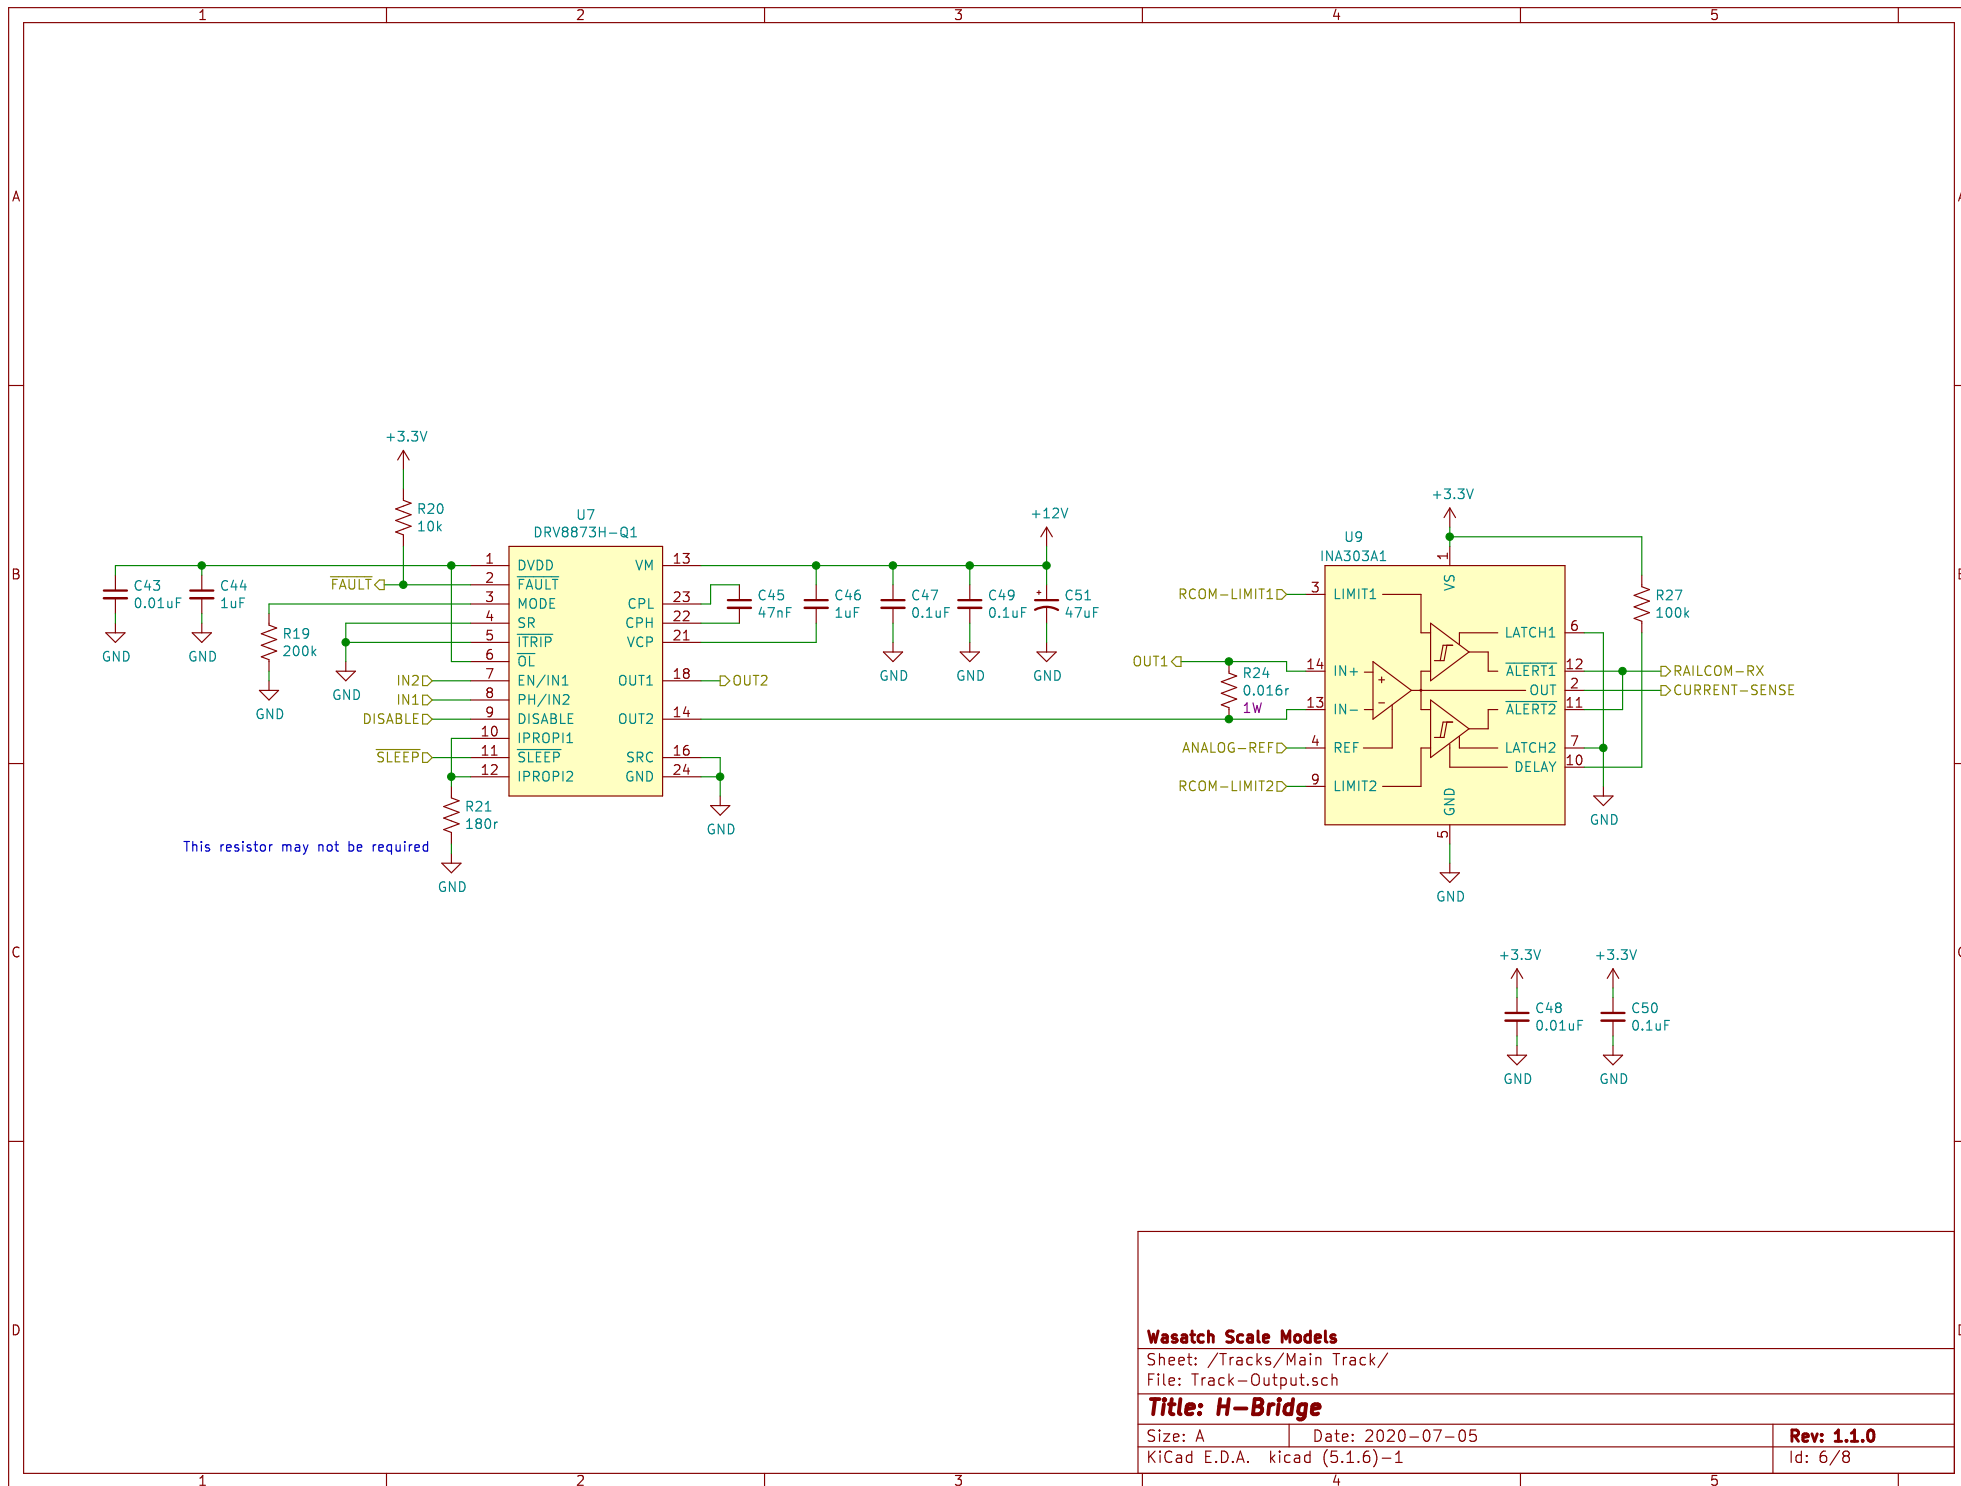 1 2 3 4 5
A
B
C
D
+3.3V
R20
10k
C43
0.01uF
GND
C44
1uF
GND
R19
200k
GND
FAULT
GND
IN2
IN1
DISABLE
SLEEP
This resistor may not be required
R21
180r
GND
U7
DRV8873H-Q1
1 DVDD
2 FAULT
3 MODE
4 SR
5 ITRIP
6 OL
7 EN/IN1
8 PH/IN2
9 DISABLE
10 IPROPI1
11 SLEEP
12 IPROPI2
VM 13
CPL 23
CPH 22
VCP 21
OUT1 18
OUT2 14
SRC 16
GND 24
OUT2
GND
C45
47nF
C46
1uF
C47
0.1uF
GND
C49
0.1uF
GND
+12V
+
C51
47uF
GND
OUT1
R24
0.016r
1W
RCOM-LIMIT1
ANALOG-REF
RCOM-LIMIT2
+3.3V
U9
INA303A1
1
VS
3 LIMIT1
14 IN+
13 IN-
4 REF
9 LIMIT2
+
-
LATCH1 6
ALERT1 12
OUT 2
ALERT2 11
LATCH2 7
DELAY 10
GND
5
GND
R27
100k
RAILCOM-RX
CURRENT-SENSE
GND
+3.3V
C48
0.01uF
GND
+3.3V
C50
0.1uF
GND
Wasatch Scale Models
Sheet: /Tracks/Main Track/
File: Track-Output.sch
Title: H-Bridge
Size: A Date: 2020-07-05 Rev: 1.1.0
KiCad E.D.A. kicad (5.1.6)-1 Id: 6/8
1 2 3 4 5